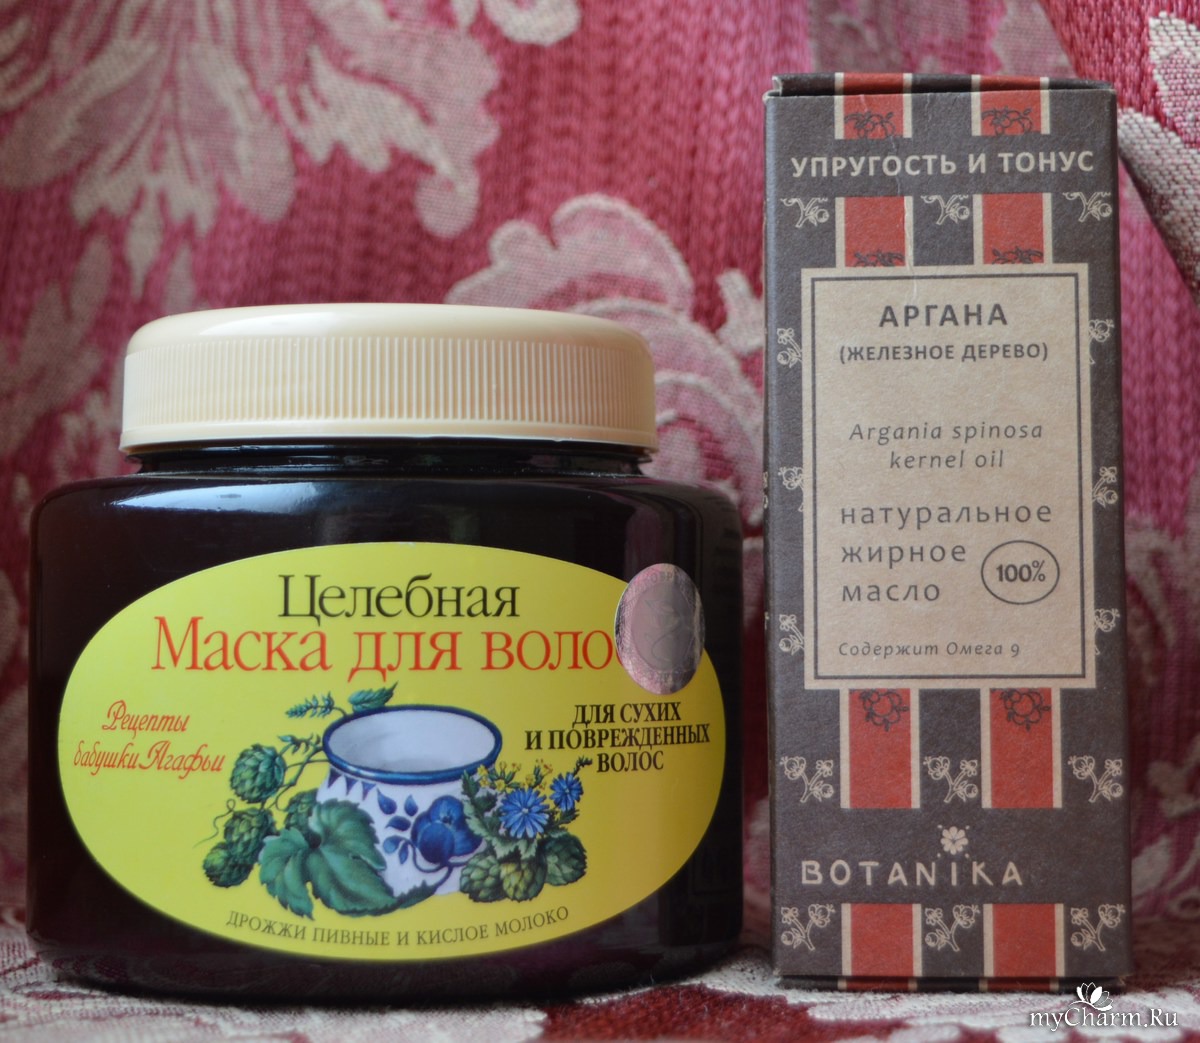 Целебная
Маска для воло
Рецепты
бабушки Агафьи
ДЛЯ СУХИХ
И ПОВРЕЖДЕННЫХ
ВОЛОС
ДРОЖЖИ ПИВНЫЕ И КИСЛОЕ МОЛОКО
УПРУГОСТЬ И ТОНУС
АРГАНА
(ЖЕЛЕЗНОЕ ДЕРЕВО)
Argania spinosa
kernel oil
натуральное
жирное
масло
100%
Содержит Омега 9
BOTANIKA
myCharm.Ru